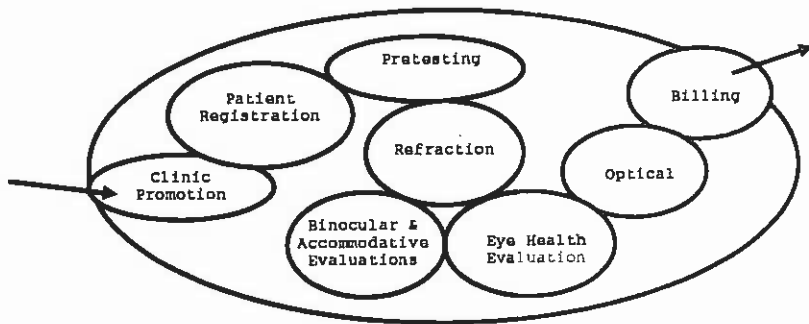 Clinic
Promotion
Patient
Registration
Pretesting
Refraction
Binocular &
Accommodative
Evaluations
Eye Health
Evaluation
Optical
Billing